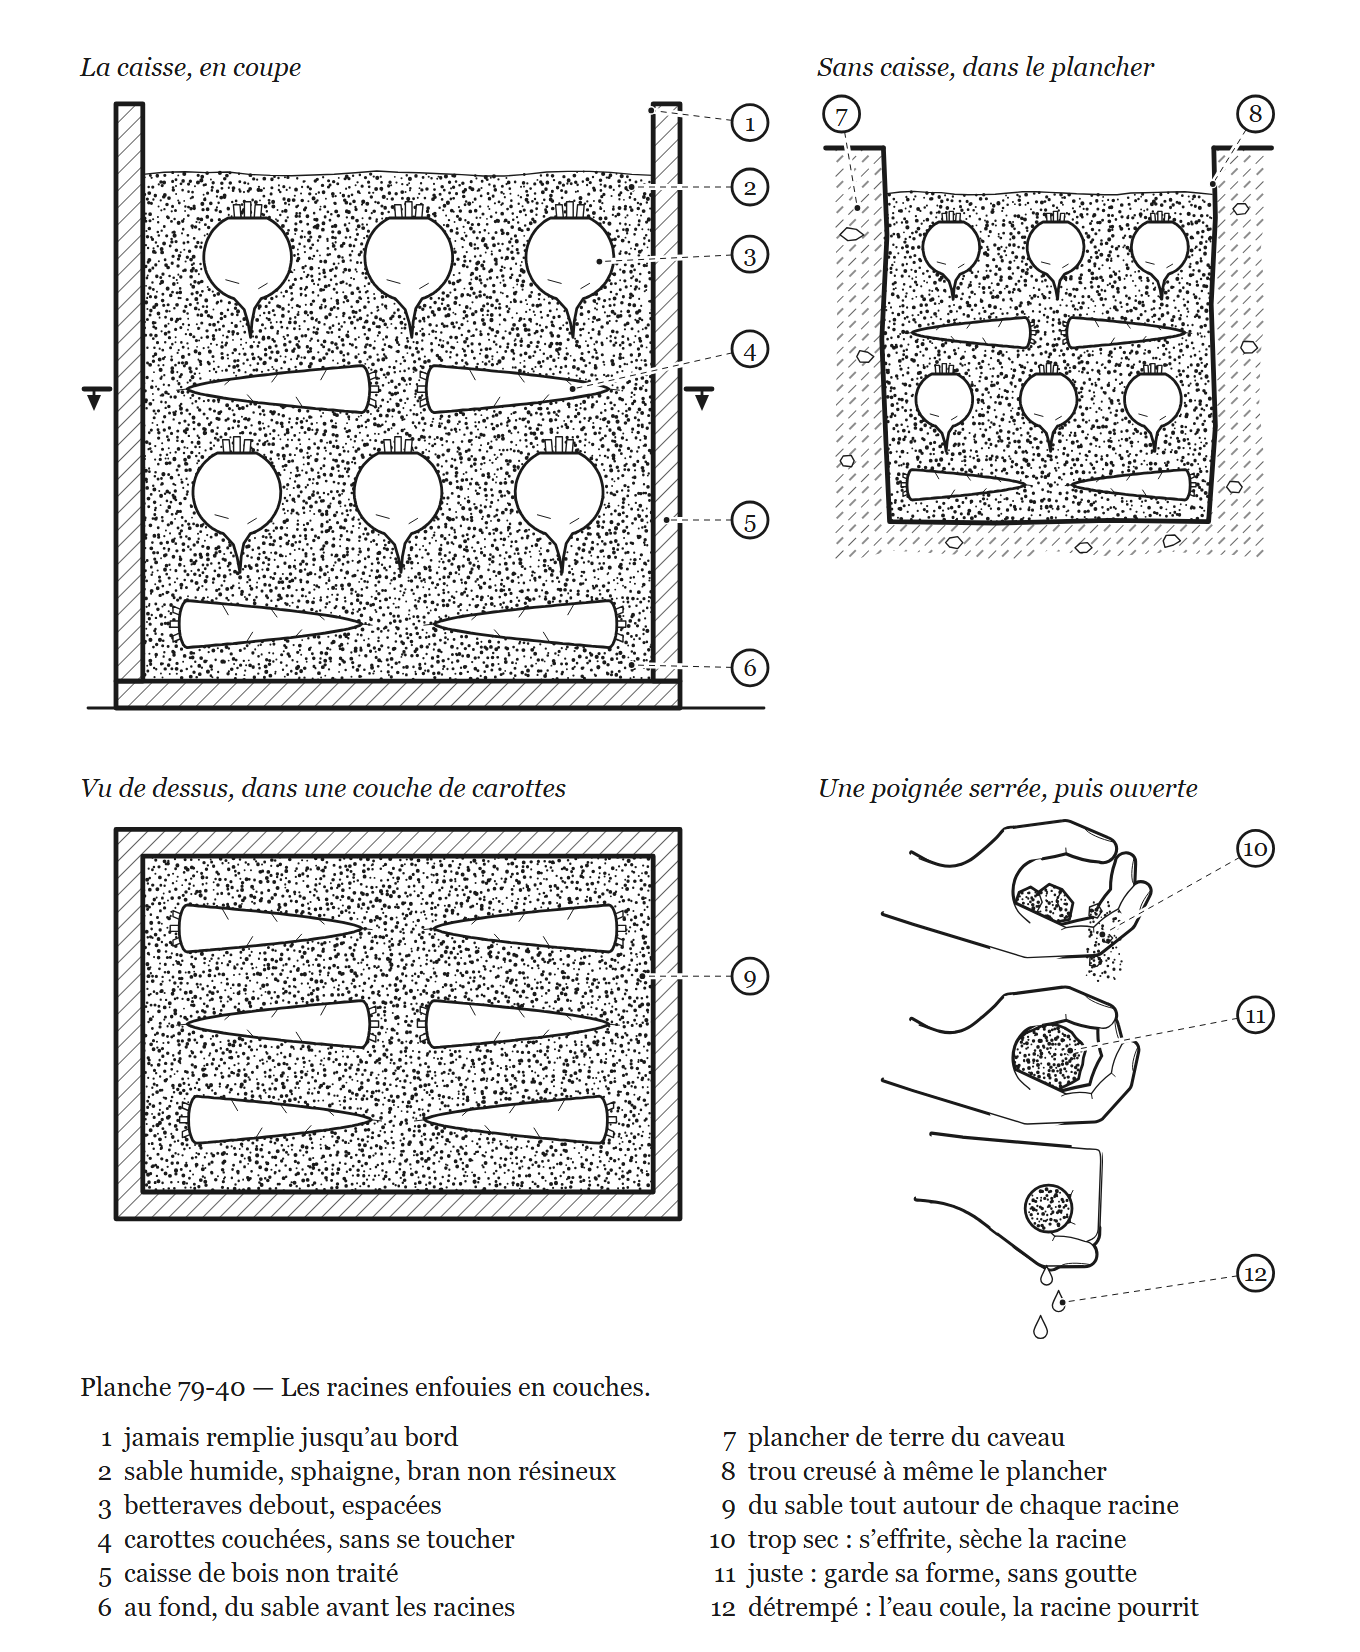 La caisse, en coupe
Sans caisse, dans le plancher
1
2
3
4
5
6
7
8
Vu de dessus, dans une couche de carottes
Une poignée serrée, puis ouverte
9
10
11
12
Planche 79-40 — Les racines enfouies en couches.
1 jamais remplie jusqu’au bord
2 sable humide, sphaigne, bran non résineux
3 betteraves debout, espacées
4 carottes couchées, sans se toucher
5 caisse de bois non traité
6 au fond, du sable avant les racines
7 plancher de terre du caveau
8 trou creusé à même le plancher
9 du sable tout autour de chaque racine
10 trop sec : s’effrite, sèche la racine
11 juste : garde sa forme, sans goutte
12 détrempé : l’eau coule, la racine pourrit